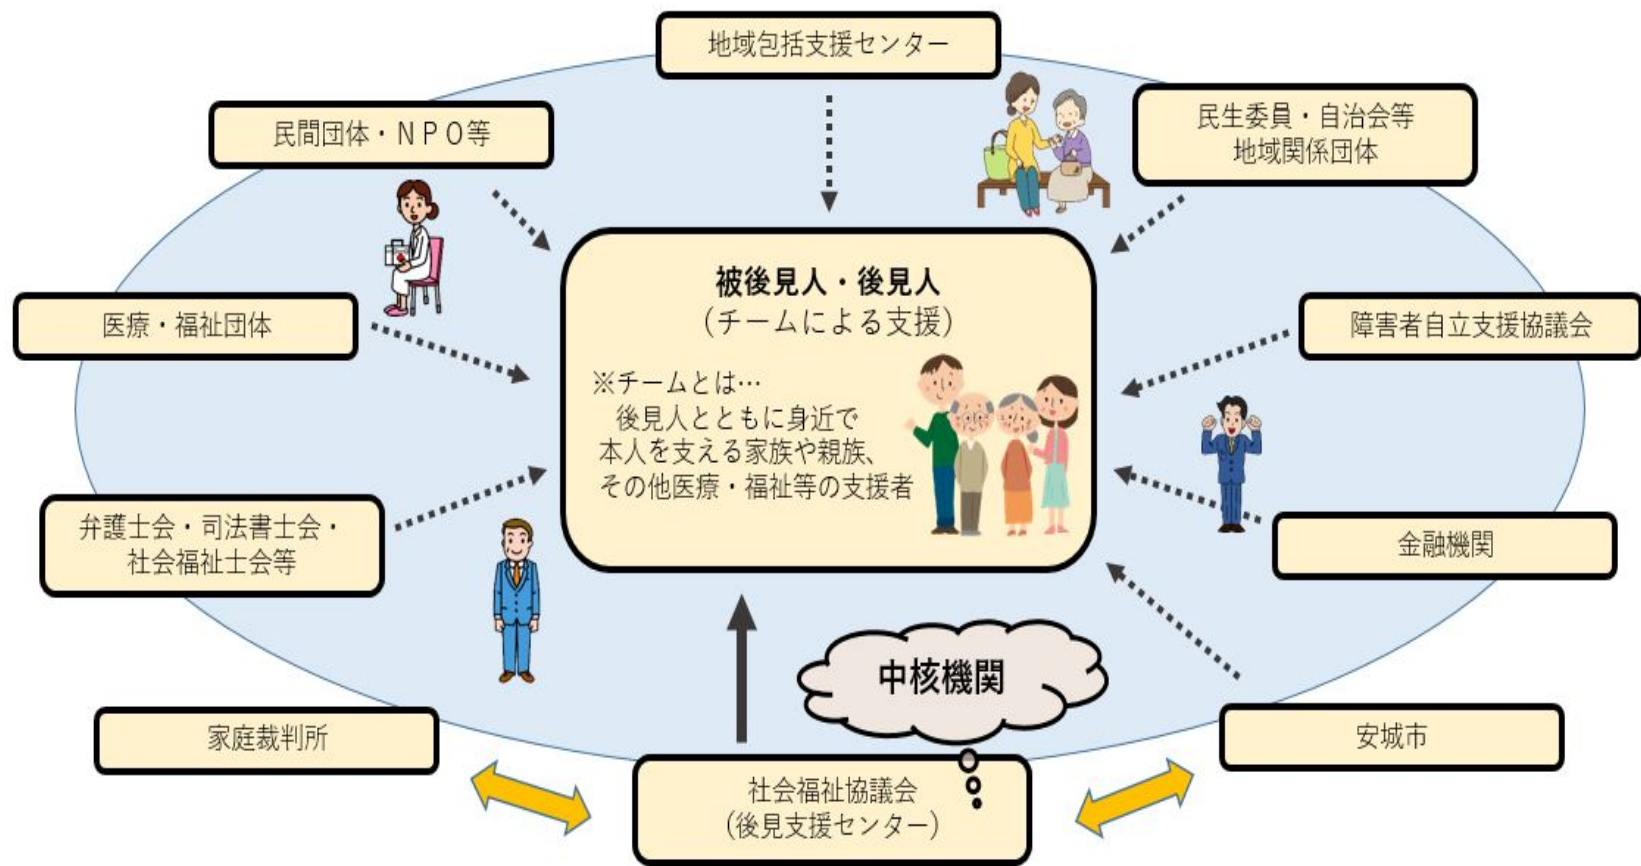 地域包括支援センター
民間団体・ＮＰＯ等
民生委員・自治会等
地域関係団体
医療・福祉団体
被後見人・後見人
（チームによる支援）
※チームとは…
後見人とともに身近で
本人を支える家族や親族、
その他医療・福祉等の支援者
障害者自立支援協議会
弁護士会・司法書士会・
社会福祉士会等
金融機関
中核機関
家庭裁判所
社会福祉協議会
（後見支援センター）
安城市